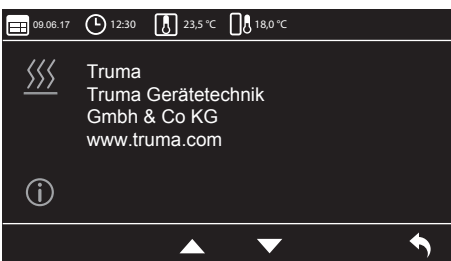 09.06.17 12:30 23,5 °C 18,0 °C
Truma
Truma Gerätetechnik
Gmbh & Co KG
www.truma.com